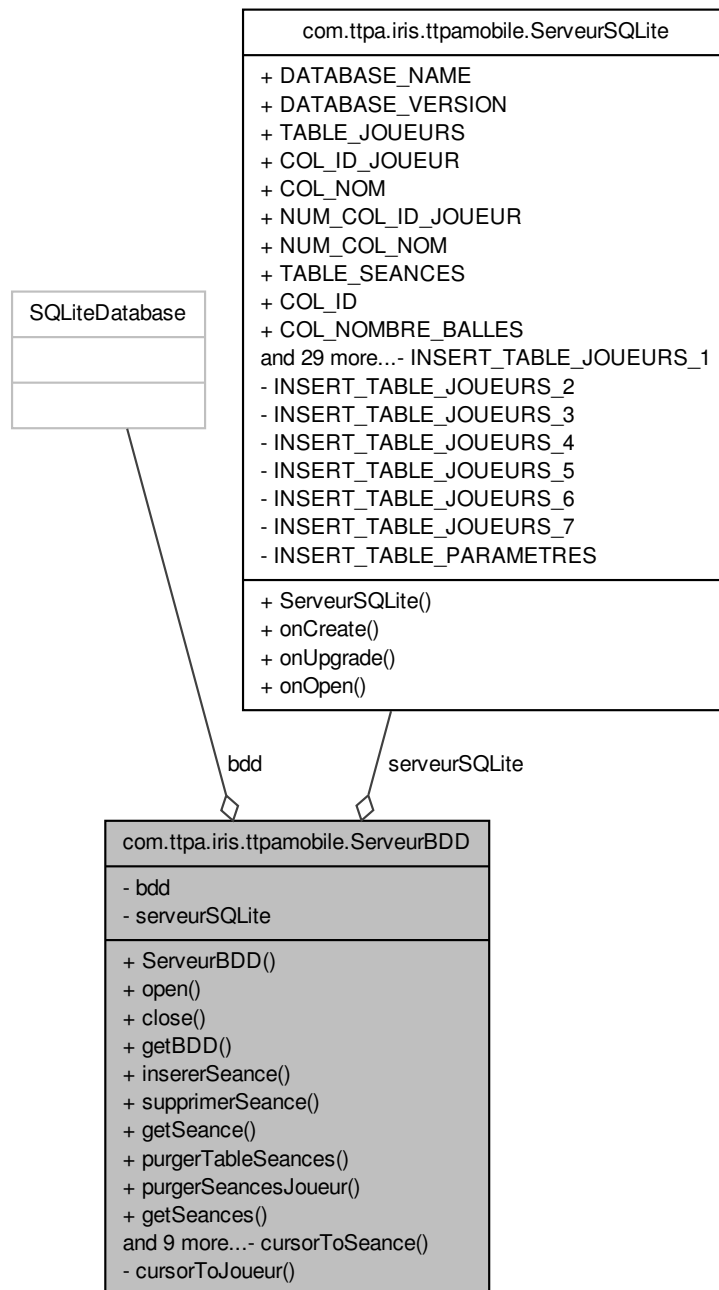 com.ttpa.iris.ttpamobile.ServeurSQLite
+ DATABASE_NAME
+ DATABASE_VERSION
+ TABLE_JOUEURS
+ COL_ID_JOUEUR
+ COL_NOM
+ NUM_COL_ID_JOUEUR
+ NUM_COL_NOM
+ TABLE_SEANCES
+ COL_ID
+ COL_NOMBRE_BALLES
and 29 more...- INSERT_TABLE_JOUEURS_1
- INSERT_TABLE_JOUEURS_2
- INSERT_TABLE_JOUEURS_3
- INSERT_TABLE_JOUEURS_4
- INSERT_TABLE_JOUEURS_5
- INSERT_TABLE_JOUEURS_6
- INSERT_TABLE_JOUEURS_7
- INSERT_TABLE_PARAMETRES
+ ServeurSQLite()
+ onCreate()
+ onUpgrade()
+ onOpen()
SQLiteDatabase
bdd
serveurSQLite
com.ttpa.iris.ttpamobile.ServeurBDD
- bdd
- serveurSQLite
+ ServeurBDD()
+ open()
+ close()
+ getBDD()
+ insererSeance()
+ supprimerSeance()
+ getSeance()
+ purgerTableSeances()
+ purgerSeancesJoueur()
+ getSeances()
and 9 more...- cursorToSeance()
- cursorToJoueur()